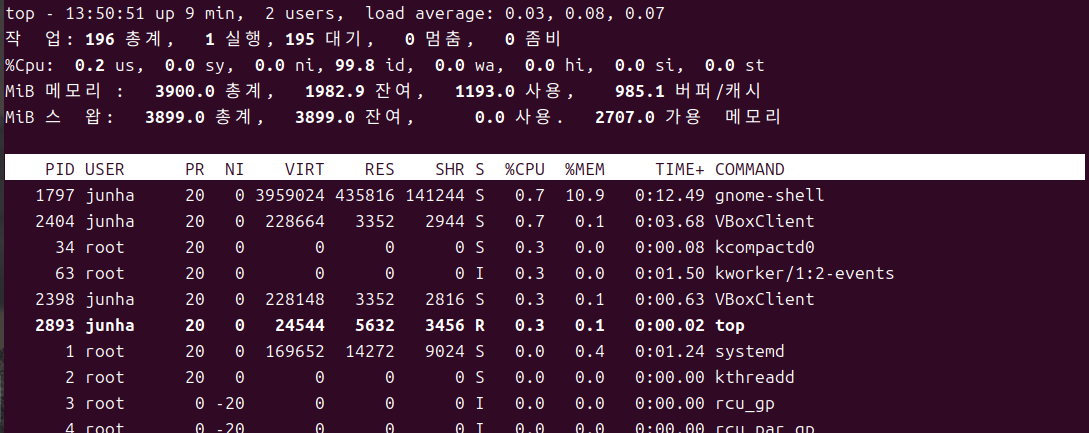 top - 13:50:51 up 9 min,  2 users,  load average: 0.03, 0.08, 0.07
작 업: 196 총계,   1 실행, 195 대기,   0 멈춤,   0 좀비
%Cpu:  0.2 us,  0.0 sy,  0.0 ni, 99.8 id,  0.0 wa,  0.0 hi,  0.0 si,  0.0 st
MiB 메모리 :   3900.0 총계,   1982.9 잔여,   1193.0 사용,    985.1 버퍼/캐시
MiB 스 왑:   3899.0 총계,   3899.0 잔여,      0.0 사용.   2707.0 가용 메모리
PID USER PR NI VIRT RES SHR S %CPU %MEM TIME+ COMMAND
1797 junha 20 0 3959024 435816 141244 S 0.7 10.9 0:12.49 gnome-shell
2404 junha 20 0 228664 3352 2944 S 0.7 0.1 0:03.68 VBoxClient
34 root 20 0 0 0 0 S 0.3 0.0 0:00.08 kcompactd0
63 root 20 0 0 0 0 I 0.3 0.0 0:01.50 kworker/1:2-events
2398 junha 20 0 228148 3352 2816 S 0.3 0.1 0:00.63 VBoxClient
2893 junha 20 0 24544 5632 3456 R 0.3 0.1 0:00.02 top
1 root 20 0 169652 14272 9024 S 0.0 0.4 0:01.24 systemd
2 root 20 0 0 0 0 S 0.0 0.0 0:00.00 kthreadd
3 root 0 -20 0 0 0 I 0.0 0.0 0:00.00 rcu_gp
4 root 0 -20 0 0 0 I 0.0 0.0 0:00.00 rcu_par_gp